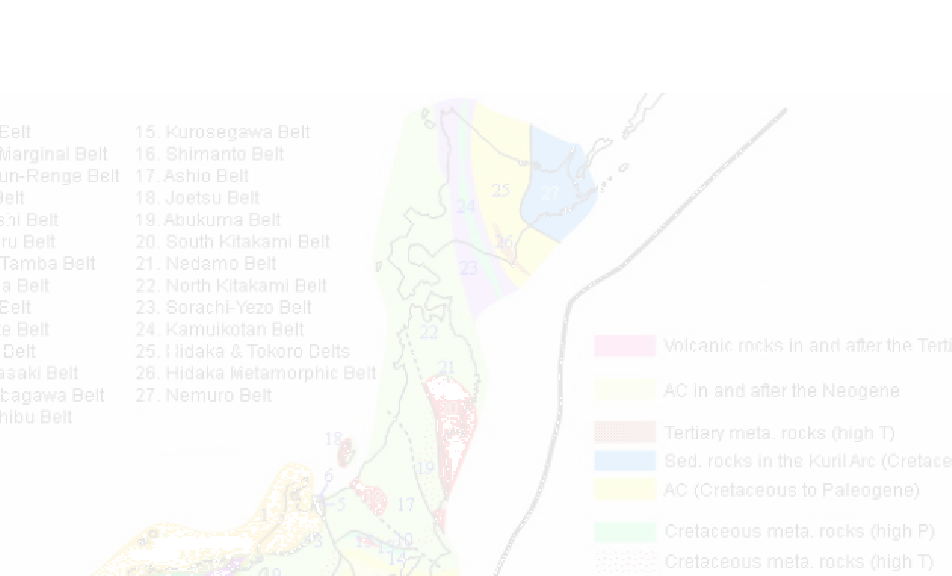 Belt
Marginal Belt
un-Renge Belt
Belt
shi Belt
ru Belt
Tamba Belt
a Belt
Belt
e Belt
Belt
asaki Belt
bagawa Belt
hibu Belt
15. Kurosegawa Belt
16. Shimanto Belt
17. Ashio Belt
18. Joetsu Belt
19. Abukuma Belt
20. South Kitakami Belt
21. Nedamo Belt
22. North Kitakami Belt
23. Sorachi-Yezo Belt
24. Kamuikotan Belt
25. Hidaka & Tokoro Belts
26. Hidaka Metamorphic Belt
27. Nemuro Belt
25
27
24
26
23
22
21
20
18
19
6
5
17
3
14
19
Volcanic rocks in and after the Terti
AC in and after the Neogene
Tertiary meta. rocks (high T)
Sed. rocks in the Kuril Arc (Cretace
AC (Cretaceous to Paleogene)
Cretaceous meta. rocks (high P)
Cretaceous meta. rocks (high T)